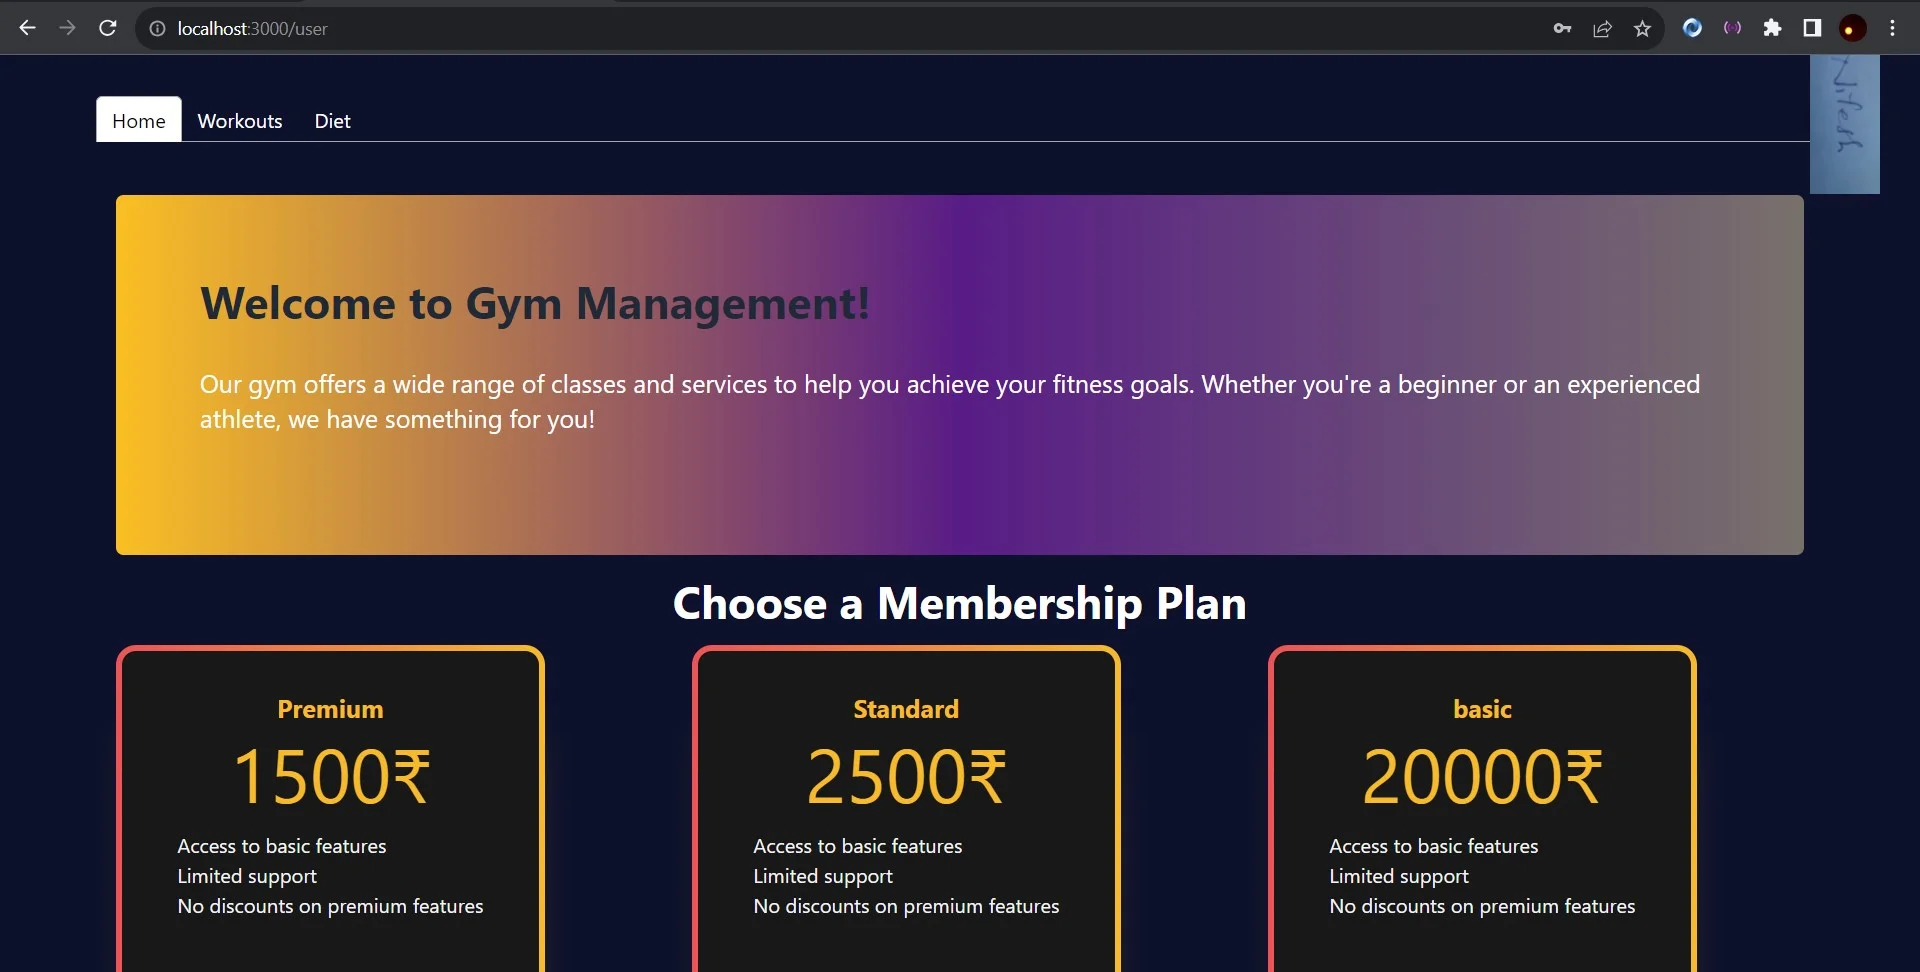 localhost:3000/user
Home Workouts Diet
Nitesh
Welcome to Gym Management!
Our gym offers a wide range of classes and services to help you achieve your fitness goals. Whether you're a beginner or an experienced
athlete, we have something for you!
Choose a Membership Plan
Premium
1500₹
Access to basic features
Limited support
No discounts on premium features
Standard
2500₹
Access to basic features
Limited support
No discounts on premium features
basic
20000₹
Access to basic features
Limited support
No discounts on premium features